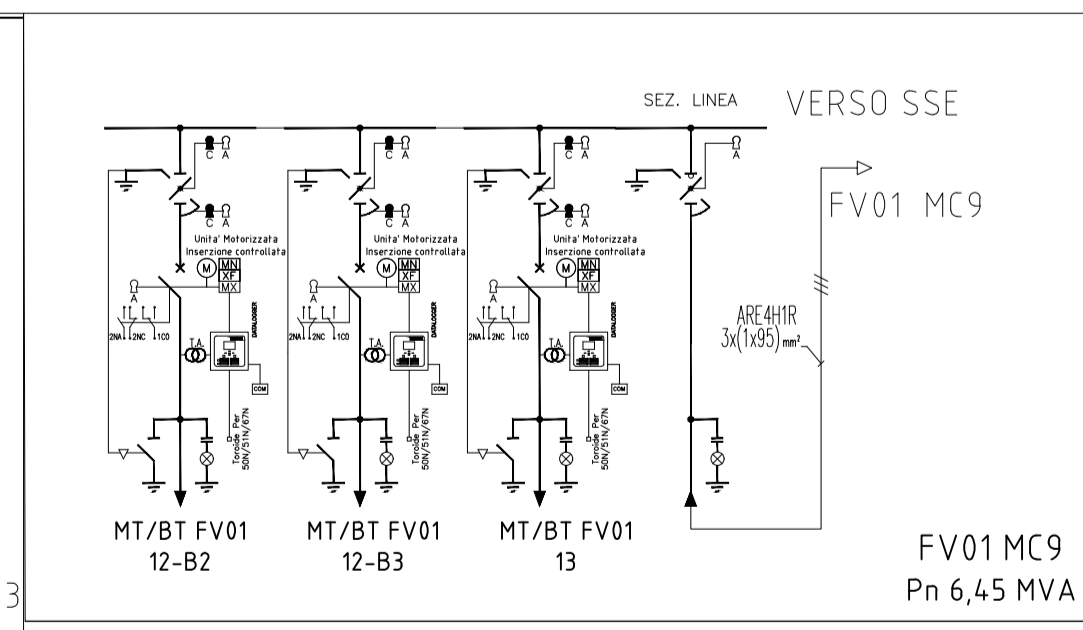 SEZ. LINEA
VERSO SSE
C A
C A
C A
A
FV01 MC9
C A
C A
C A
Unita' Motorizzata
Inserzione controllata
Unita' Motorizzata
Inserzione controllata
Unita' Motorizzata
Inserzione controllata
M
MN
XF
MX
M
MN
XF
MX
M
MN
XF
MX
A
A
A
DATALOGER
DATALOGER
DATALOGER
ARE4H1R
3x(1x95) mm²
2NA 2NC 1CO
T.A.
2NA 2NC 1CO
T.A.
2NA 2NC 1CO
T.A.
COM
COM
COM
Toroide Per
50N/51N/67N
Toroide Per
50N/51N/67N
Toroide Per
50N/51N/67N
MT/BT FV01
12-B2
MT/BT FV01
12-B3
MT/BT FV01
13
FV01 MC9
Pn 6,45 MVA
3